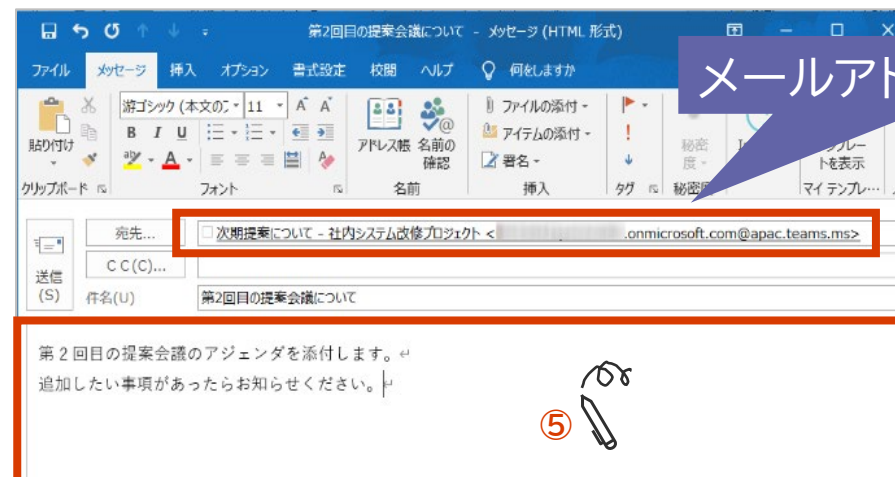 第2回目の提案会議について - メッセージ (HTML 形式)
ファイル メッセージ 挿入 オプション 書式設定 校閲 ヘルプ 何をしますか
メールアド
貼り付け
クリップボード
游ゴシック (本文の 11 A A
B I U
フォント
アドレス帳 名前の確認
名前
ファイルの添付
アイテムの添付
署名
挿入
タグ
秘密度
トを表示
マイ テンプレ…
送信
(S)
宛先... 次期提案について - 社内システム改修プロジェクト < .onmicrosoft.com@apac.teams.ms>
CC(C)...
件名(U) 第2回目の提案会議について
第2回目の提案会議のアジェンダを添付します。
追加したい事項があったらお知らせください。
⑤